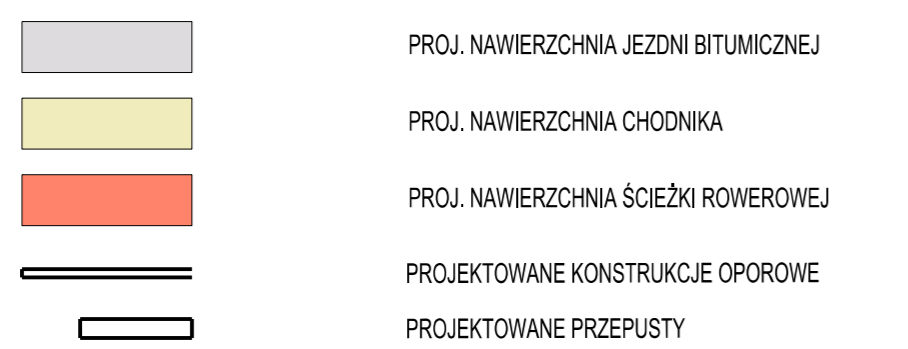 PROJ. NAWIERZCHNIA JEZDNI BITUMICZNEJ
PROJ. NAWIERZCHNIA CHODNIKA
PROJ. NAWIERZCHNIA ŚCIEŻKI ROWEROWEJ
PROJEKTOWANE KONSTRUKCJE OPOROWE
PROJEKTOWANE PRZEPUSTY